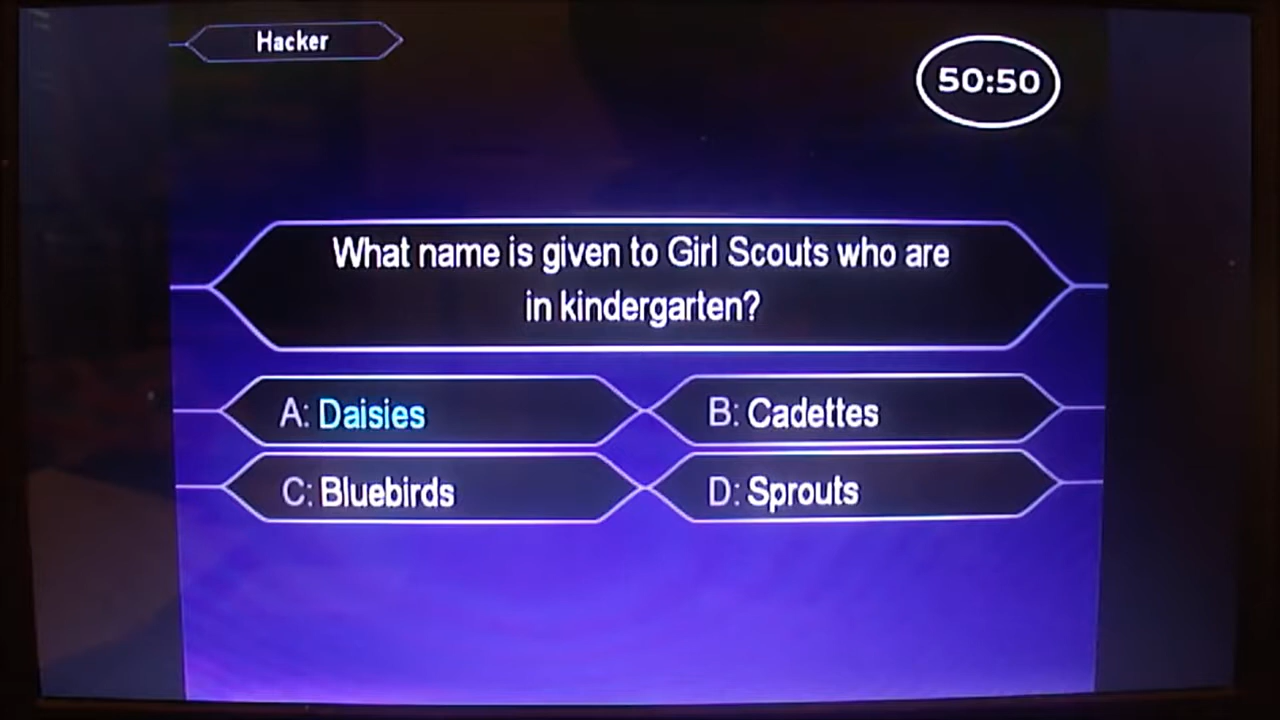 Hacker
50:50
What name is given to Girl Scouts who are
in kindergarten?
A: Daisies
B: Cadettes
C: Bluebirds
D: Sprouts